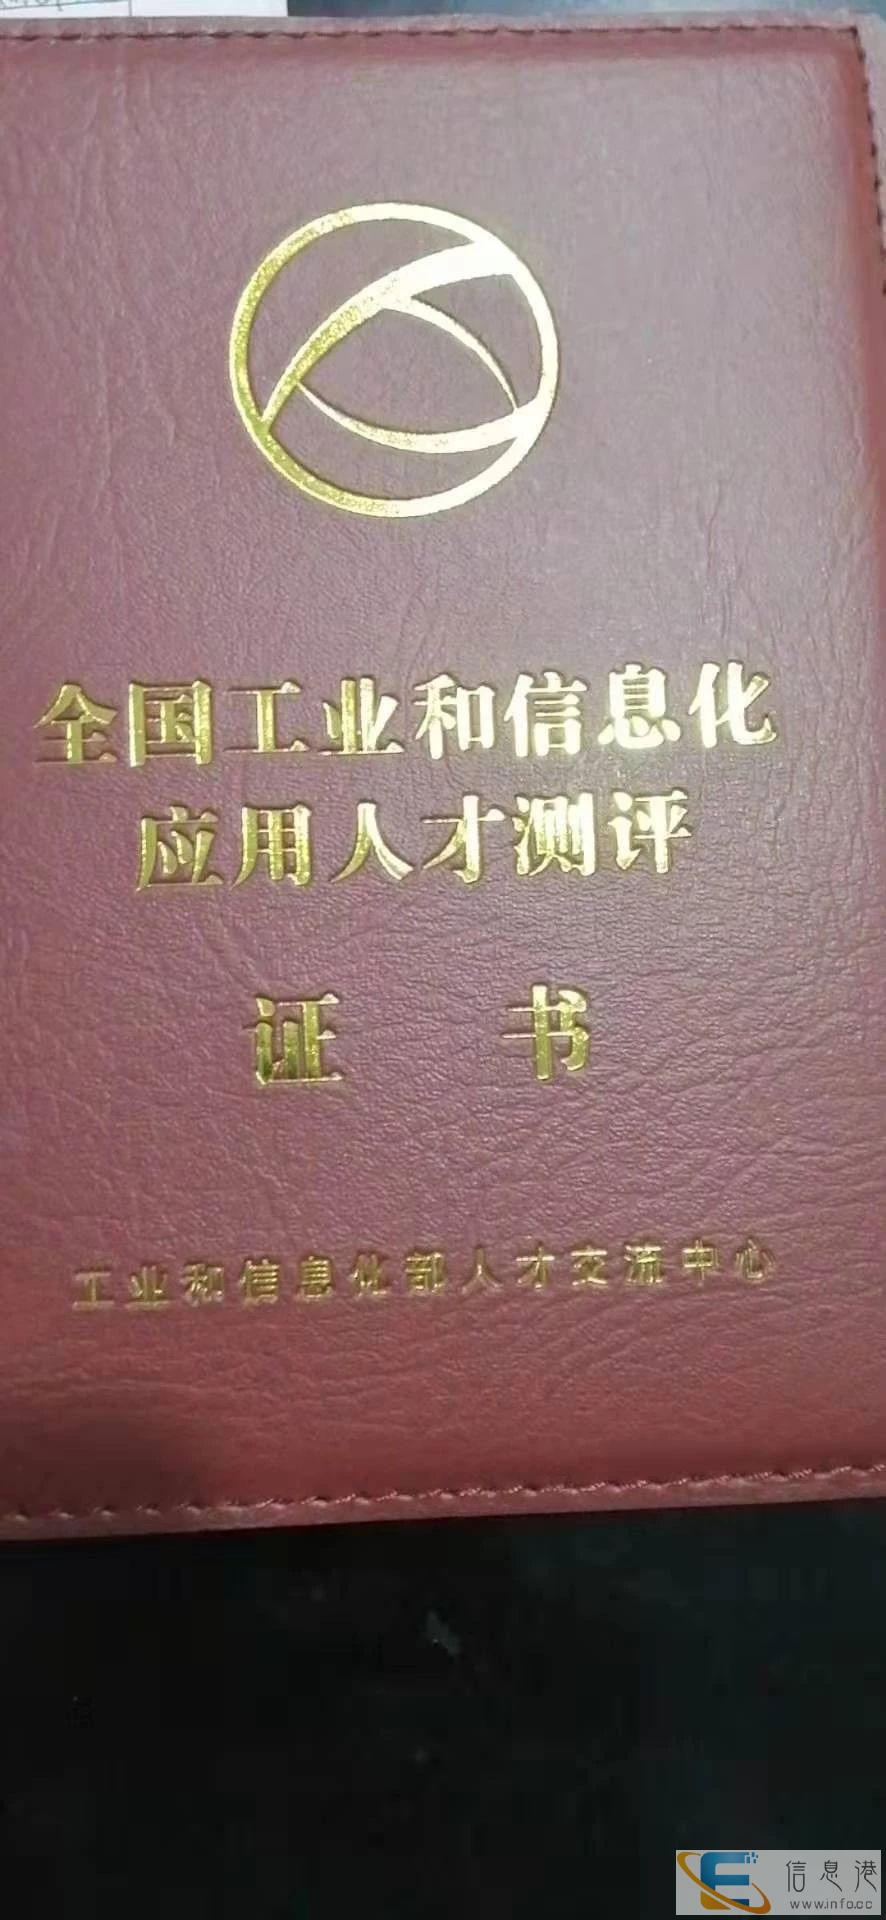 全国工业和信息化
应用人才测评
证书
工业和信息化部人才交流中心
信息港
www.info.cc